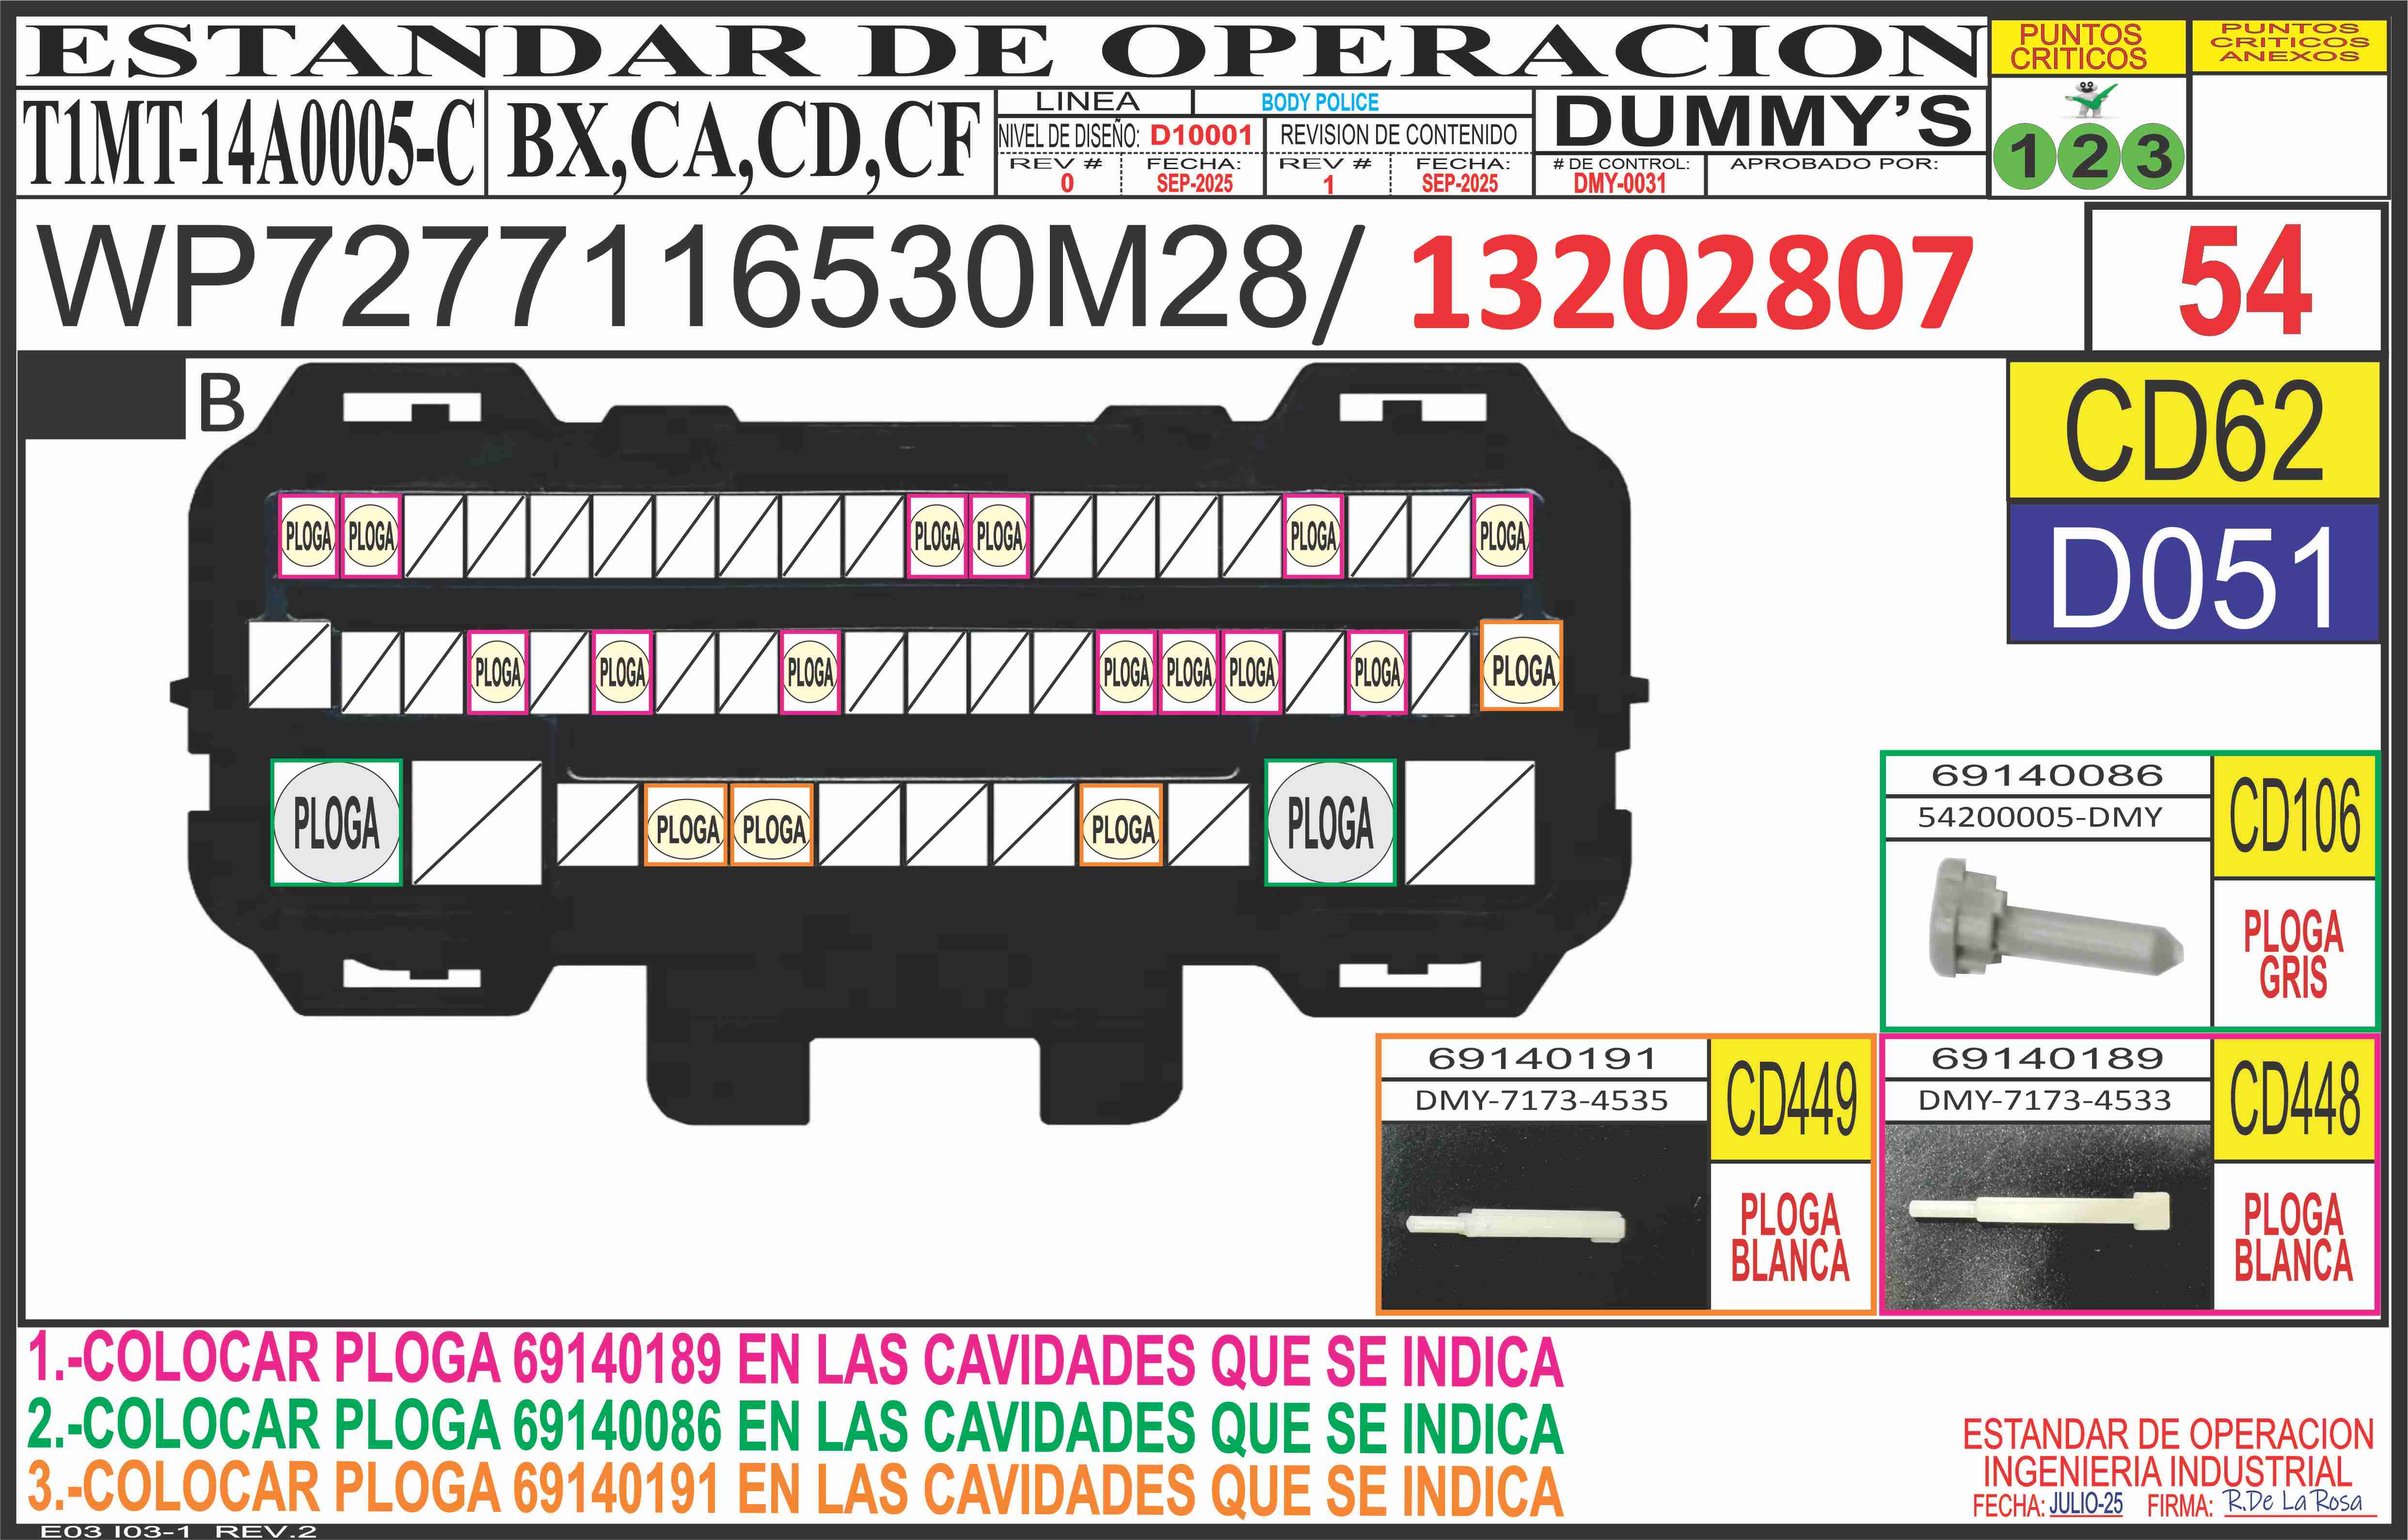 ESTANDAR DE OPERACION
PUNTOS CRITICOS
PUNTOS CRITICOS ANEXOS
T1MT-14A0005-C
BX,CA,CD,CF
LINEA
BODY POLICE
NIVEL DE DISEÑO: D10001
REVISION DE CONTENIDO
REV #
FECHA:
REV #
FECHA:
0
SEP-2025
1
SEP-2025
DUMMY'S
# DE CONTROL:
APROBADO POR:
DMY-0031
1 2 3
WP7277116530M28/ 13202807
54
B
CD62
D051
PLOGA PLOGA PLOGA PLOGA PLOGA PLOGA
PLOGA PLOGA PLOGA PLOGA PLOGA PLOGA PLOGA PLOGA
PLOGA PLOGA PLOGA PLOGA PLOGA
69140086
54200005-DMY
CD106
PLOGA
GRIS
69140191
DMY-7173-4535
CD449
PLOGA
BLANCA
69140189
DMY-7173-4533
CD448
PLOGA
BLANCA
1.-COLOCAR PLOGA 69140189 EN LAS CAVIDADES QUE SE INDICA
2.-COLOCAR PLOGA 69140086 EN LAS CAVIDADES QUE SE INDICA
3.-COLOCAR PLOGA 69140191 EN LAS CAVIDADES QUE SE INDICA
ESTANDAR DE OPERACION
INGENIERIA INDUSTRIAL
FECHA: JULIO-25 FIRMA: R.De La Rosa
E03 I03-1 REV.2